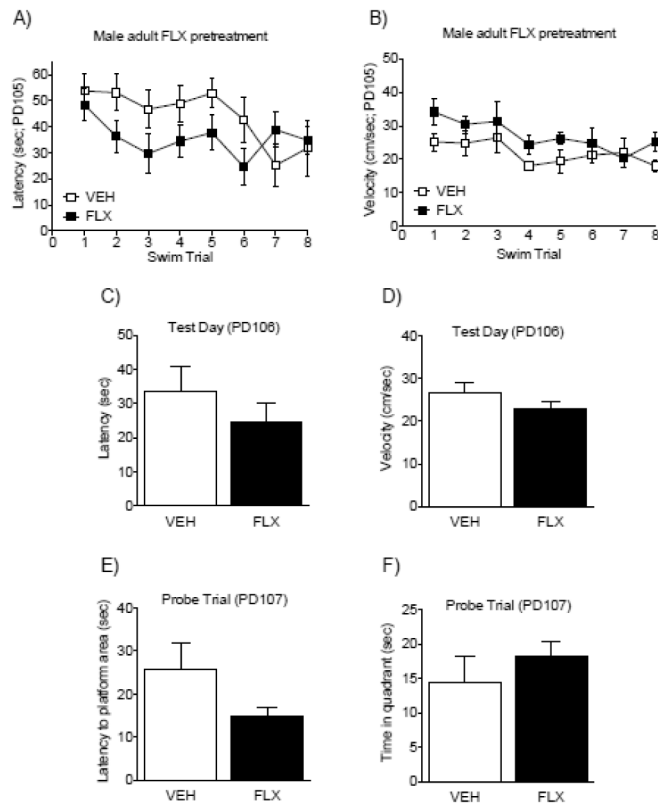 A)
Male adult FLX pretreatment
Latency (sec; PD105)
60
50
40
30
20
10
0
VEH
FLX
0 1 2 3 4 5 6 7 8
Swim Trial
B)
Male adult FLX pretreatment
Velocity (cm/sec; PD105)
50
40
30
20
10
0
VEH
FLX
0 1 2 3 4 5 6 7 8
Swim Trial
C)
Test Day (PD106)
Latency (sec)
50
40
30
20
10
0
VEH FLX
D)
Test Day (PD106)
Velocity (cm/sec)
40
30
20
10
0
VEH FLX
E)
Probe Trial (PD107)
Latency to platform area (sec)
40
30
20
10
0
VEH FLX
F)
Probe Trial (PD107)
Time in quadrant (sec)
25
20
15
10
5
0
VEH FLX